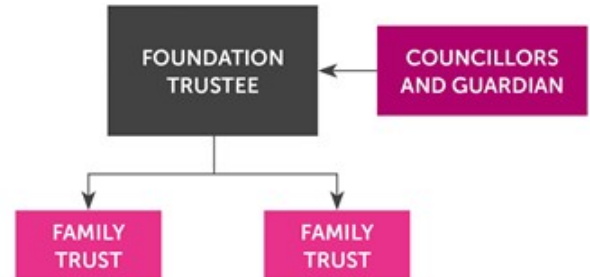 FOUNDATION
TRUSTEE
COUNCILLORS
AND GUARDIAN
FAMILY
TRUST
FAMILY
TRUST